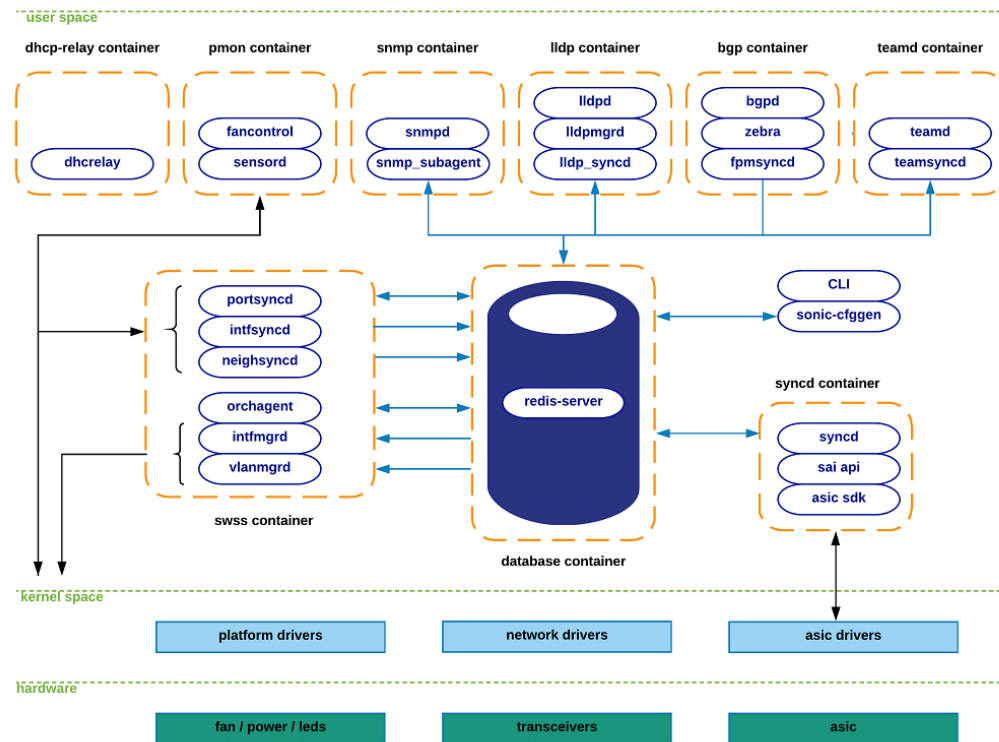 user space
dhcp-relay container
pmon container
snmp container
lldp container
bgp container
teamd container
dhcrelay
fancontrol
sensord
snmpd
snmp_subagent
lldpd
lldpmgrd
lldp_syncd
bgpd
zebra
fpmsyncd
teamd
teamsyncd
portsyncd
intfsyncd
neighsyncd
orchagent
intfmgrd
vlanmgrd
swss container
redis-server
database container
CLI
sonic-cfggen
syncd container
syncd
sai api
asic sdk
kernel space
platform drivers
network drivers
asic drivers
hardware
fan / power / leds
transceivers
asic